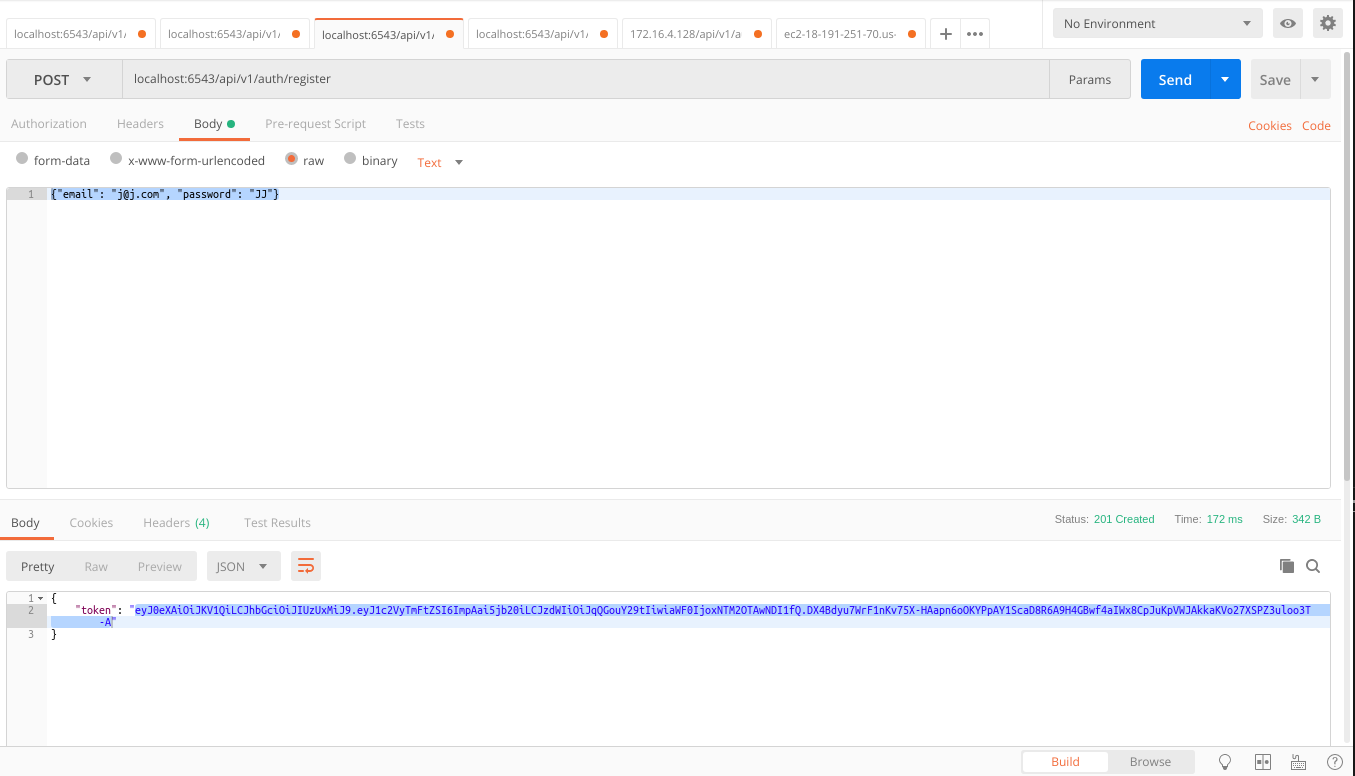 localhost:6543/api/v1/ localhost:6543/api/v1/ localhost:6543/api/v1/ localhost:6543/api/v1/ 172.16.4.128/api/v1/a ec2-18-191-251-70.us- No Environment
POST localhost:6543/api/v1/auth/register Params Send Save
Authorization Headers Body Pre-request Script Tests Cookies Code
form-data x-www-form-urlencoded raw binary Text
1 {"email": "j@j.com", "password": "JJ"}
Body Cookies Headers (4) Test Results Status: 201 Created Time: 172 ms Size: 342 B
Pretty Raw Preview JSON
1 {
2 "token": "eyJ0eXAiOiJKV1QiLCJhbGciOiJIUzUxMiJ9.eyJ1c2VyTmFtZSI6ImpAai5jb20iLCJzdWIiOiJqQGouY29tIiwiaWF0IjoxNTM2OTAwNDI1fQ.DX4Bdyu7WrF1nKv75X-HAapn6oOKYPpAY1ScaD8R6A9H4GBwf4aIWx8CpJuKpVWJAkkaKVo27XSPZ3uloo3T
-A"
3 }
Build Browse